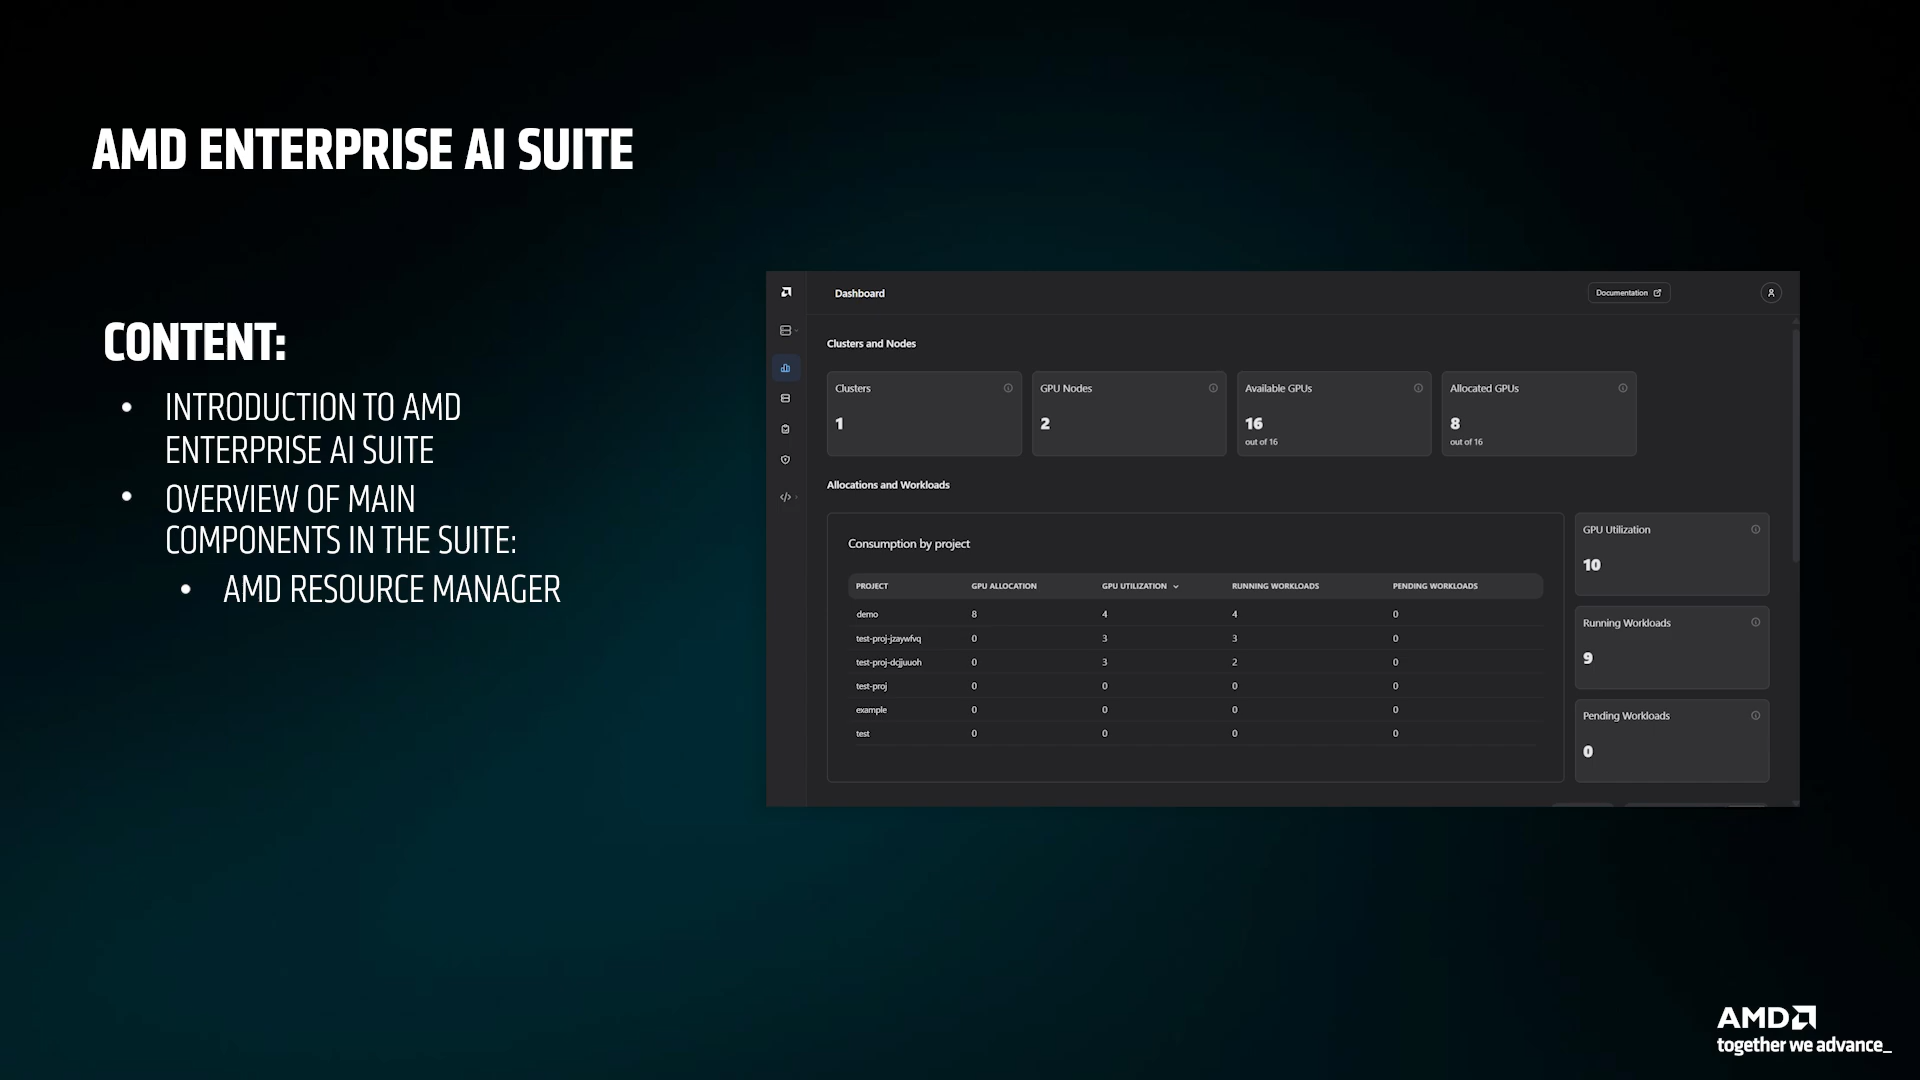 AMD ENTERPRISE AI SUITE
CONTENT:
• INTRODUCTION TO AMD
ENTERPRISE AI SUITE
• OVERVIEW OF MAIN
COMPONENTS IN THE SUITE:
• AMD RESOURCE MANAGER
Dashboard
Documentation
Clusters and Nodes
Clusters
1
GPU Nodes
2
Available GPUs
16
out of 16
Allocated GPUs
8
out of 16
Allocations and Workloads
Consumption by project
PROJECT GPU ALLOCATION GPU UTILIZATION RUNNING WORKLOADS PENDING WORKLOADS
demo 8 4 4 0
test-proj-jzaywfvq 0 3 3 0
test-proj-dcjjuuoh 0 3 2 0
test-proj 0 0 0 0
example 0 0 0 0
test 0 0 0 0
GPU Utilization
10
Running Workloads
9
Pending Workloads
0
AMD
together we advance_